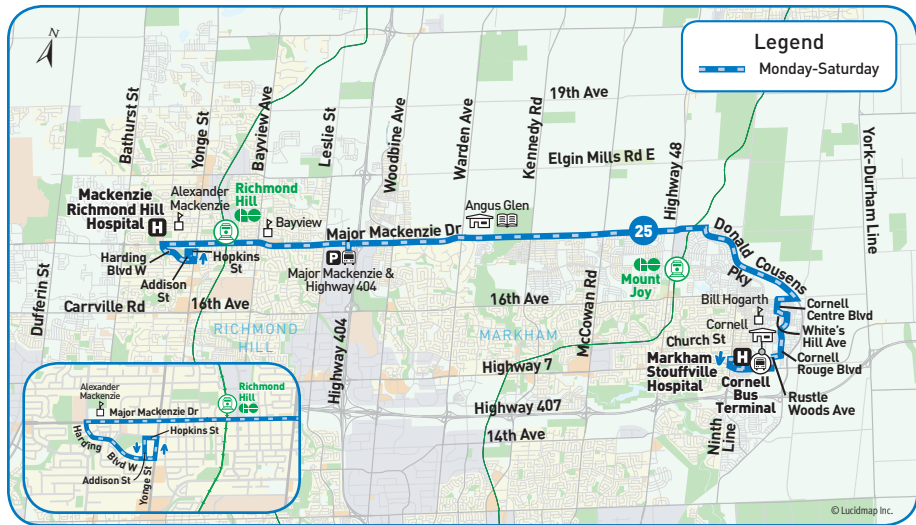 N
Legend
Monday-Saturday
19th Ave
Elgin Mills Rd E
Bathurst St
Yonge St
Bayview Ave
Leslie St
Woodbine Ave
Warden Ave
Kennedy Rd
Highway 48
York-Durham Line
Mackenzie
Richmond Hill
Hospital
H
Alexander
Mackenzie
Richmond
Hill
Bayview
Angus Glen
Major Mackenzie Dr
25
Donald Cousens
Pky
Harding
Blvd W
Hopkins
St
Addison
St
P
Major Mackenzie &
Highway 404
Mount
Joy
Dufferin St
Carrville Rd
16th Ave
16th Ave
McCowan Rd
Bill Hogarth
Cornell
Centre Blvd
RICHMOND
HILL
MARKHAM
Highway 404
Cornell
White's
Hill Ave
Church St
Highway 7
Markham
Stouffville
Hospital
H
Cornell
Rouge Blvd
Cornell
Bus
Terminal
Rustle
Woods Ave
Highway 407
14th Ave
Ninth
Line
Alexander
Mackenzie
Richmond
Hill
Major Mackenzie Dr
Hopkins St
Harding
Blvd W
Addison St
Yonge St
© Lucidmap Inc.